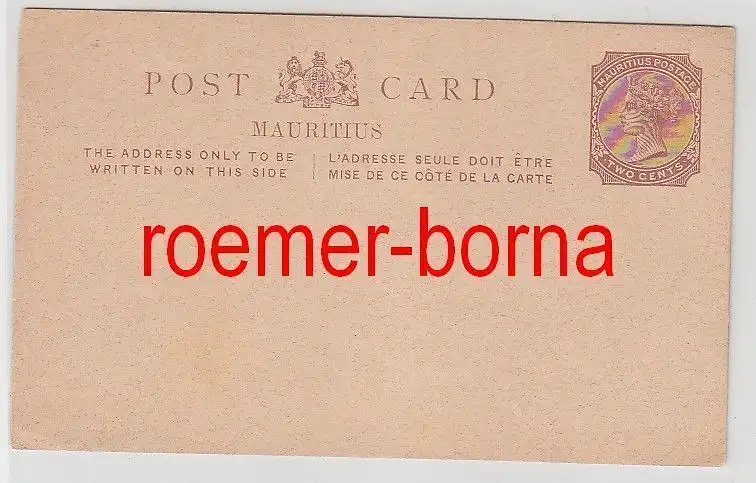 POST CARD
MAURITIUS
THE ADDRESS ONLY TO BE
WRITTEN ON THIS SIDE
L'ADRESSE SEULE DOIT ÊTRE
MISE DE CE CÔTÉ DE LA CARTE
MAURITIUS POSTAGE
TWO CENTS
roemer-borna